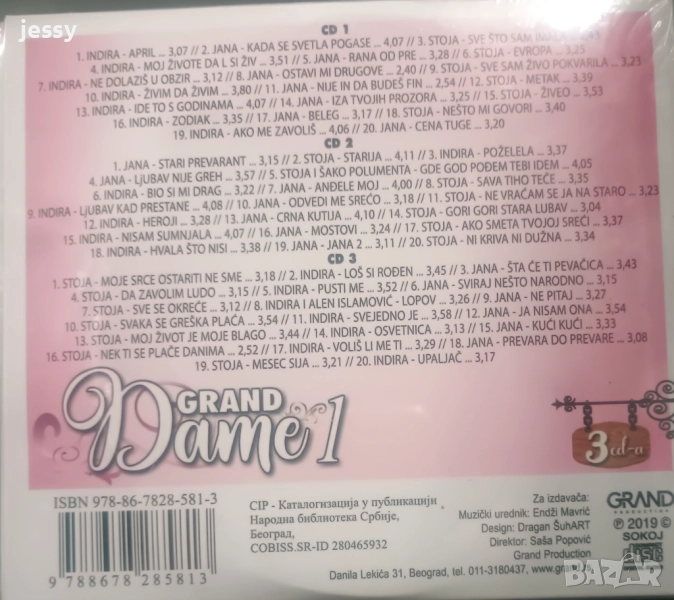 jessy
CD 1
1. INDIRA - APRIL ... 3,07 // 2. JANA - KADA SE SVETLA POGASE ... 4,07 // 3. STOJA - SVE ŠTO SAM IMALA
4. INDIRA - MOJ ŽIVOTE DA L SI ŽIV ... 3,51 // 5. JANA - RANA OD PRE ... 3,28 // 6. STOJA - EVROPA ... 3,25
7. INDIRA - NE DOLAZIŠ U OBZIR ... 3,12 // 8. JANA - OSTAVI MI DRUGOVE ... 2,40 // 9. STOJA - SVE SAM ŽIVO POKVARILA ... 3,23
10. INDIRA - ŽIVIM DA ŽIVIM ... 3,80 // 11. JANA - NIJE IN DA BUDEŠ FIN ... 2,54 // 12. STOJA - METAK ... 3,39
13. INDIRA - IDE TO S GODINAMA ... 4,07 // 14. JANA - IZA TVOJIH PROZORA ... 3,25 // 15. STOJA - ŽIVEO ... 3,53
16. INDIRA - ZODIAK ... 3,35 // 17. JANA - BELEG ... 3,17 // 18. STOJA - NEŠTO MI GOVORI ... 3,40
19. INDIRA - AKO ME ZAVOLIŠ ... 4,06 // 20. JANA - CENA TUGE ... 3,20
CD 2
1. JANA - STARI PREVARANT ... 3,15 // 2. STOJA - STARIJA ... 4,11 // 3. INDIRA - POŽELELA ... 3,37
4. JANA - LJUBAV NIJE GREH ... 3,57 // 5. STOJA I ŠAKO POLUMENTA - GDE GOD POĐEM TEBI IDEM ... 4,05
6. INDIRA - BIO SI MI DRAG ... 3,22 // 7. JANA - ANĐELE MOJ ... 4,00 // 8. STOJA - SAVA TIHO TEČE ... 3,35
9. INDIRA - LJUBAV KAD PRESTANE ... 4,08 // 10. JANA - ODVEDI ME SREĆO ... 3,18 // 11. STOJA - NE VRAĆAM SE JA NA STARO ... 3,23
12. INDIRA - HEROJI ... 3,28 // 13. JANA - CRNA KUTIJA ... 4,10 // 14. STOJA - GORI GORI STARA LUBAV ... 3,04
15. INDIRA - NISAM SUMNJALA ... 4,07 // 16. JANA - MOSTOVI ... 3,24 // 17. STOJA - AKO SMETA TVOJOJ SREĆI ... 3,37
18. INDIRA - HVALA ŠTO NISI ... 3,38 // 19. JANA - JANA 2 ... 3,11 // 20. STOJA - NI KRIVA NI DUŽNA ... 3,34
CD 3
1. STOJA - MOJE SRCE OSTARITI NE SME ... 3,18 // 2. INDIRA - LOŠ SI ROĐEN ... 3,45 // 3. JANA - ŠTA ĆE TI PEVAČICA ... 3,43
4. STOJA - DA ZAVOLIM LUDO ... 3,15 // 5. INDIRA - PUSTI ME ... 3,52 // 6. JANA - SVIRAJ NEŠTO NARODNO ... 3,15
7. STOJA - SVE SE OKREĆE ... 3,12 // 8. INDIRA I ALEN ISLAMOVIĆ - LOPOV ... 3,26 // 9. JANA - NE PITAJ ... 3,27
10. STOJA - SVAKA SE GREŠKA PLAĆA ... 3,54 // 11. INDIRA - SVEJEDNO JE ... 3,58 // 12. JANA - JA NISAM ONA ... 3,54
13. STOJA - MOJ ŽIVOT JE MOJE BLAGO ... 3,44 // 14. INDIRA - OSVETNICA ... 3,13 // 15. JANA - KUĆI KUĆI ... 3,33
16. STOJA - NEK TI SE PLAČE DANIMA ... 2,52 // 17. INDIRA - VOLIŠ LI ME TI ... 3,29 // 18. JANA - PREVARA DO PREVARE ... 3,08
19. STOJA - MESEC SIJA ... 3,21 // 20. INDIRA - UPALJAČ ... 3,17
GRAND
Dame 1
3 cd-a
ISBN 978-86-7828-581-3
9 788678 285813
CIP - Каталогизација у публикацији
Народна библиотека Србије,
Београд,
COBISS.SR-ID 280465932
Za izdavača:
Muzički urednik: Endži Mavrić
Design: Dragan ŠuhART
Direktor: Saša Popović
Grand Production
Danila Lekića 31, Beograd, tel. 011-3180437, www.gran
GRAND
PRODUCTION
℗ 2019 ©
SOKOJ
disc
BAZAR